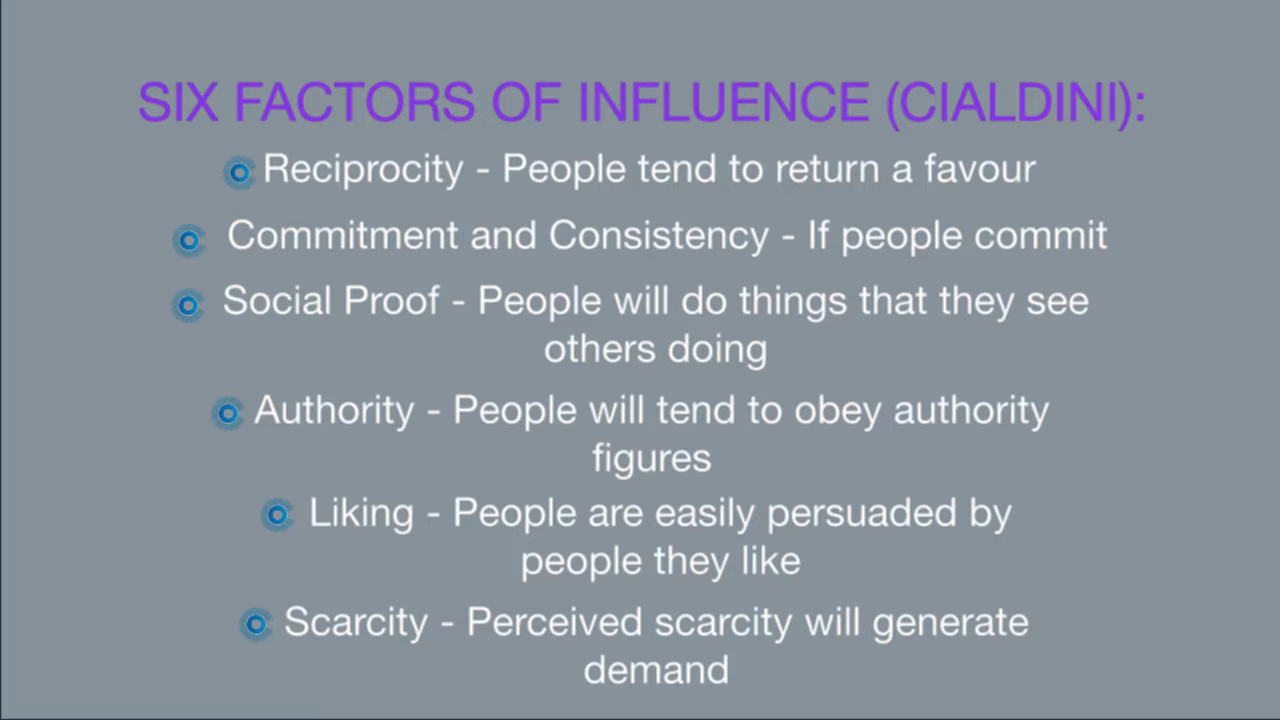 SIX FACTORS OF INFLUENCE (CIALDINI):
Reciprocity - People tend to return a favour
Commitment and Consistency - If people commit
Social Proof - People will do things that they see
others doing
Authority - People will tend to obey authority
figures
Liking - People are easily persuaded by
people they like
Scarcity - Perceived scarcity will generate
demand